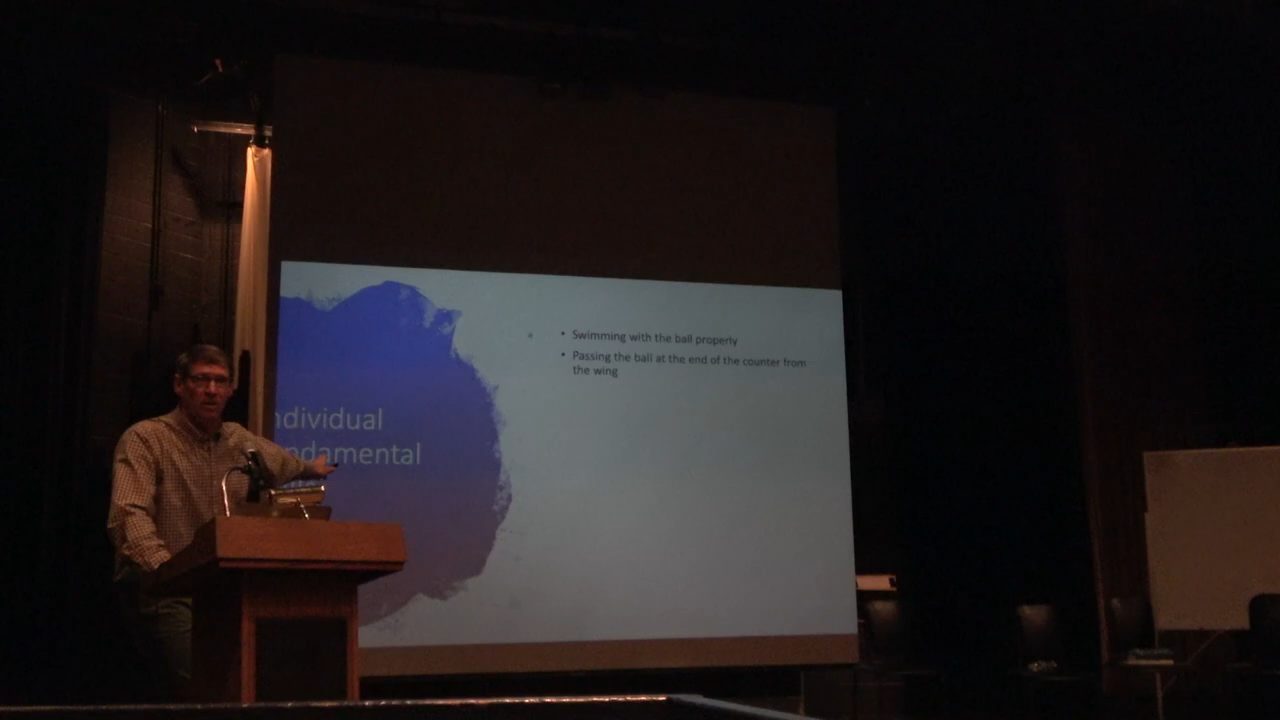 ndividual
ndamental
• Swimming with the ball properly
• Passing the ball at the end of the counter from
the wing